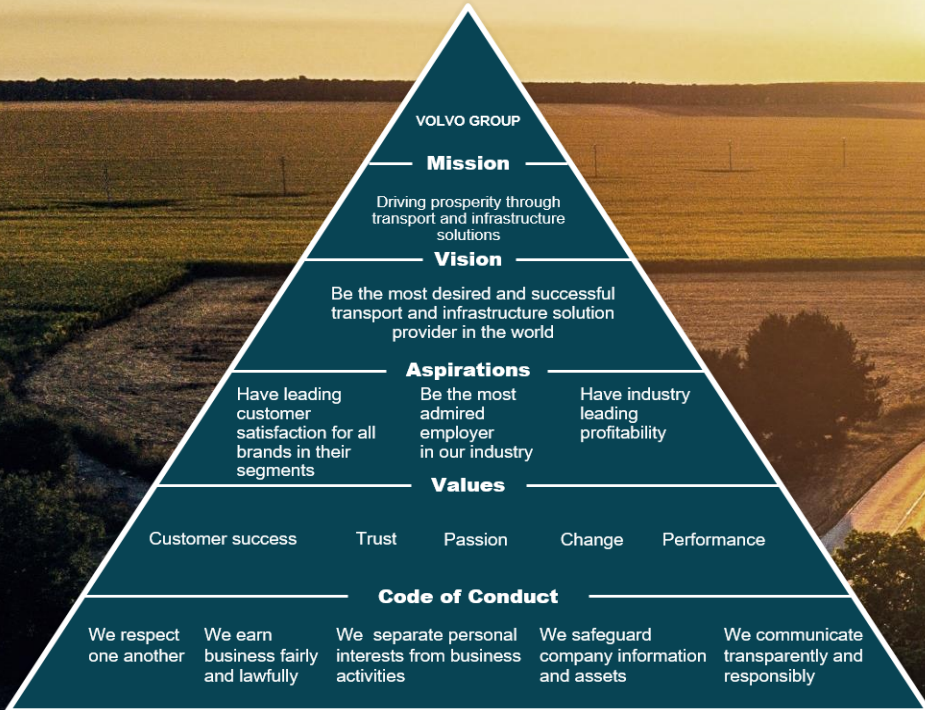 VOLVO GROUP
Mission
Driving prosperity through
transport and infrastructure
solutions
Vision
Be the most desired and successful
transport and infrastructure solution
provider in the world
Aspirations
Have leading
customer
satisfaction for all
brands in their
segments
Be the most
admired
employer
in our industry
Have industry
leading
profitability
Values
Customer success
Trust
Passion
Change
Performance
Code of Conduct
We respect
one another
We earn
business fairly
and lawfully
We separate personal
interests from business
activities
We safeguard
company information
and assets
We communicate
transparently and
responsibly